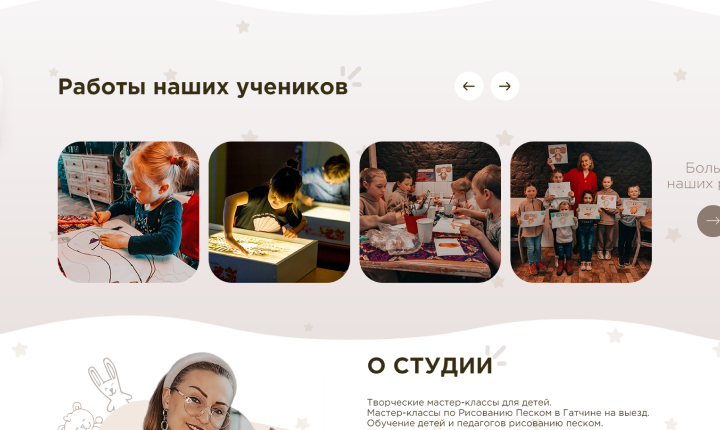 Работы наших учеников
наших
О СТУДИИ
Творческие мастер-классы для детей.
Мастер-классы по Рисованию Песком в Гатчине на выезд.
Обучение детей и педагогов рисованию песком.